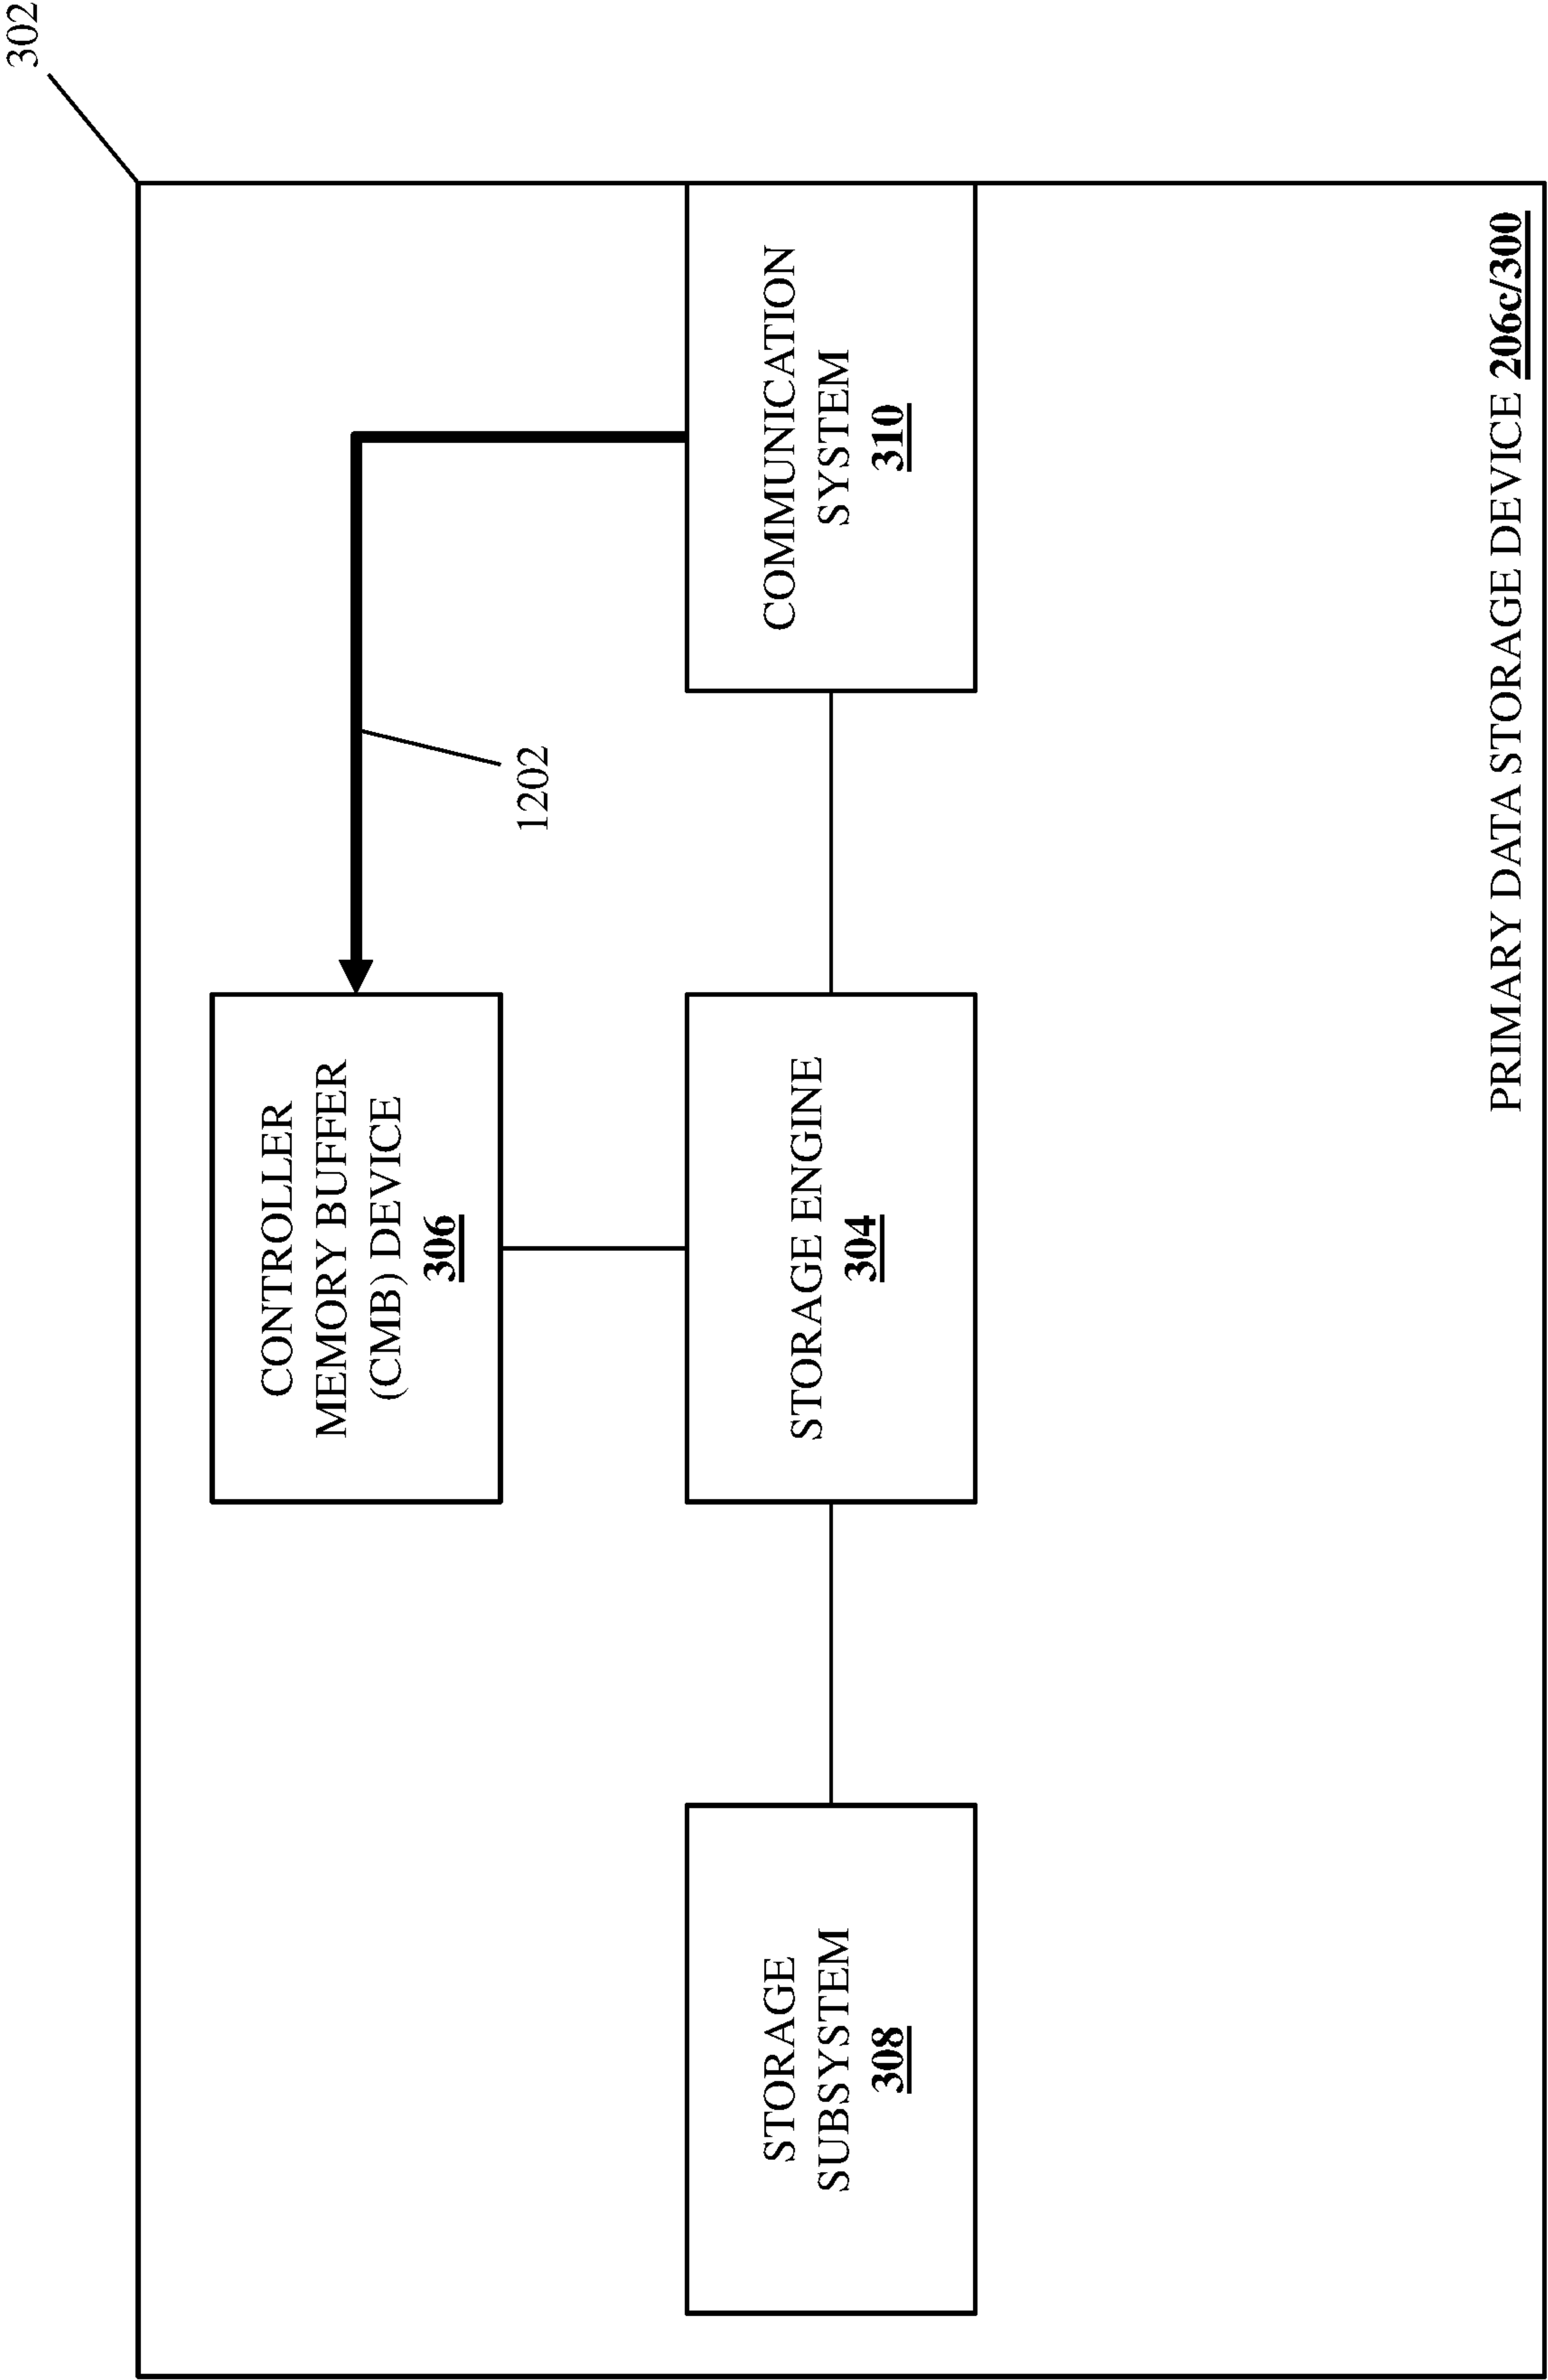 302
CONTROLLER
MEMORY BUFFER
(CMB) DEVICE
306
1202
STORAGE
SUBSYSTEM
308
STORAGE ENGINE
304
COMMUNICATION
SYSTEM
310
PRIMARY DATA STORAGE DEVICE 206c/300